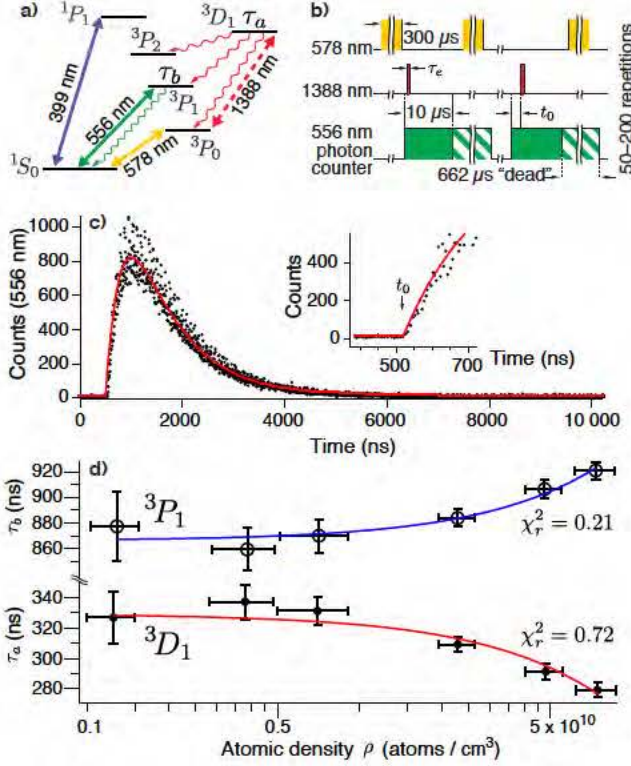 a)
¹P₁
³D₁ τₐ
³P₂
τ_b
³P₁
³P₀
¹S₀
399 nm
556 nm
578 nm
1388 nm
b)
578 nm
300 µs
1388 nm
τₑ
10 µs
t₀
556 nm
photon
counter
662 µs "dead"
50–200 repetitions
c)
Counts (556 nm)
1000
800
600
400
200
0
0
2000
4000
6000
8000
10 000
Time (ns)
Counts
400
200
0
t₀
500
700
Time (ns)
d)
τ_b (ns)
920
900
880
860
³P₁
χᵣ² = 0.21
τₐ (ns)
340
320
300
280
³D₁
χᵣ² = 0.72
0.1
0.5
5 x 10¹⁰
Atomic density ρ (atoms / cm³)